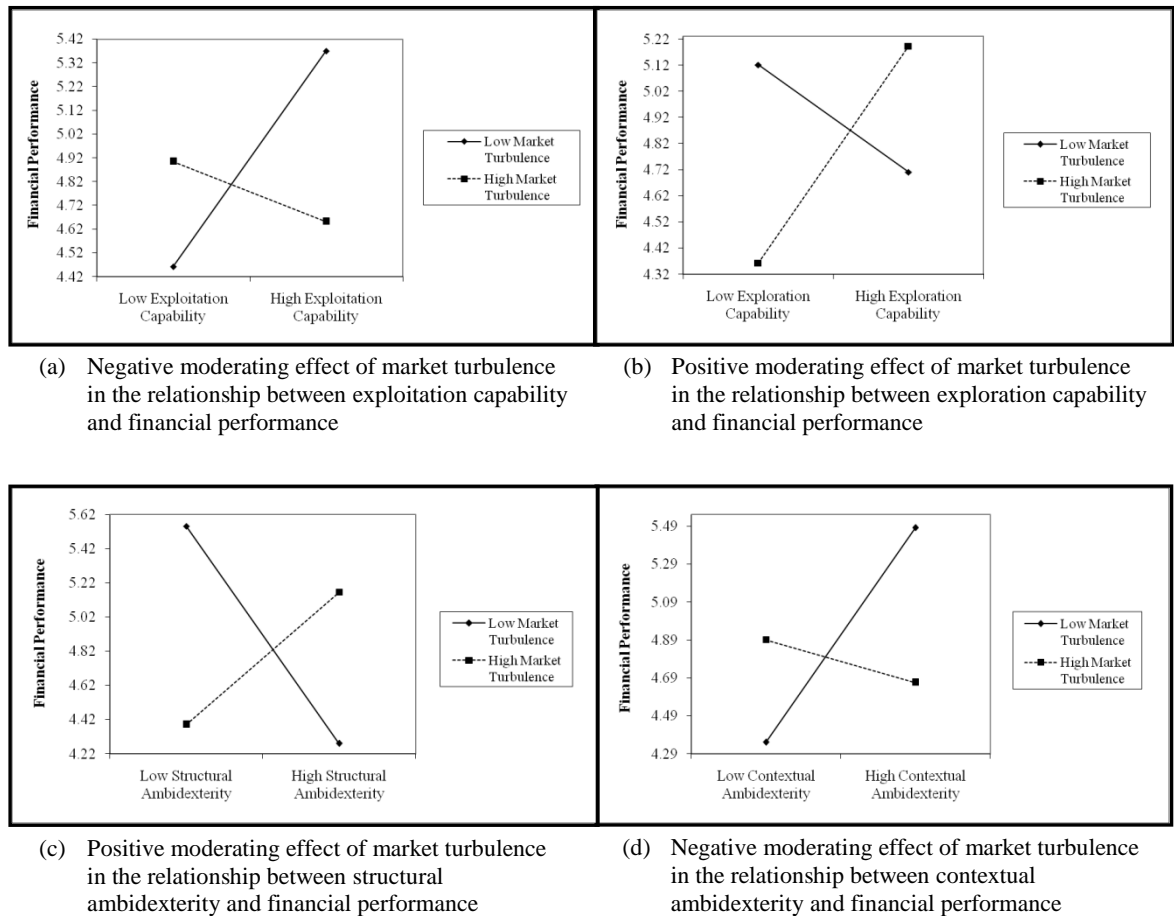 Financial Performance
5.42
5.32
5.22
5.12
5.02
4.92
4.82
4.72
4.62
4.52
4.42
Low Exploitation
Capability
High Exploitation
Capability
Low Market
Turbulence
High Market
Turbulence
Financial Performance
5.22
5.12
5.02
4.92
4.82
4.72
4.62
4.52
4.42
4.32
Low Exploration
Capability
High Exploration
Capability
Low Market
Turbulence
High Market
Turbulence
(a) Negative moderating effect of market turbulence
in the relationship between exploitation capability
and financial performance
(b) Positive moderating effect of market turbulence
in the relationship between exploration capability
and financial performance
Financial Performance
5.62
5.42
5.22
5.02
4.82
4.62
4.42
4.22
Low Structural
Ambidexterity
High Structural
Ambidexterity
Low Market
Turbulence
High Market
Turbulence
Financial Performance
5.49
5.29
5.09
4.89
4.69
4.49
4.29
Low Contextual
Ambidexterity
High Contextual
Ambidexterity
Low Market
Turbulence
High Market
Turbulence
(c) Positive moderating effect of market turbulence
in the relationship between structural
ambidexterity and financial performance
(d) Negative moderating effect of market turbulence
in the relationship between contextual
ambidexterity and financial performance